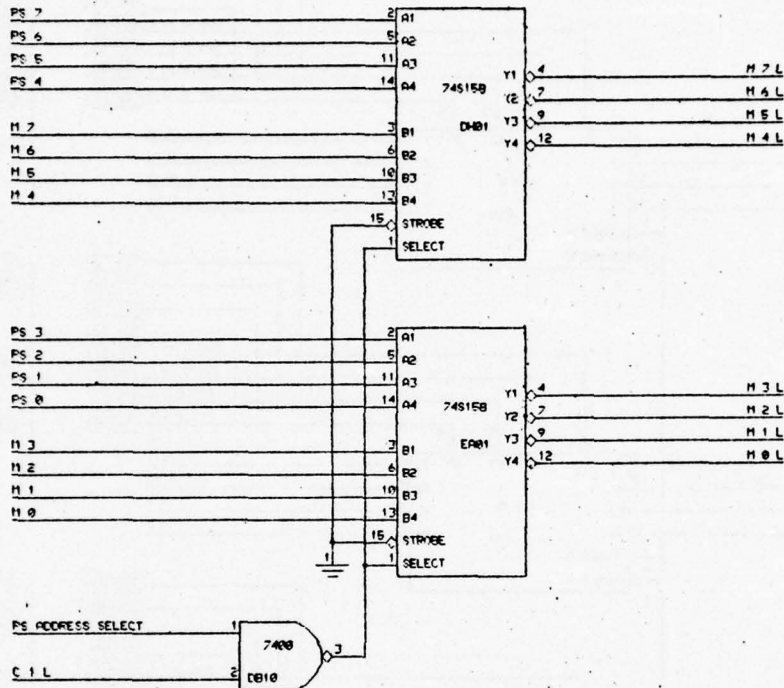 PS 7 2 A1
PS 6 5 A2
PS 5 11 A3
PS 4 14 A4
Y1 4 M 7 L
74S158
Y2 7 M 6 L
M 7 3 B1
DH01
Y3 9 M 5 L
M 6 6 B2
Y4 12 M 4 L
M 5 10 B3
M 4 13 B4
15 STROBE
1 SELECT
PS 3 2 A1
PS 2 5 A2
PS 1 11 A3
PS 0 14 A4
Y1 4 M 3 L
74S158
Y2 7 M 2 L
M 3 3 B1
EA01
Y3 9 M 1 L
M 2 6 B2
Y4 12 M 0 L
M 1 10 B3
M 0 13 B4
15 STROBE
1
1 SELECT
PS ADDRESS SELECT 1
7400
3
C 1 L 2 DB10